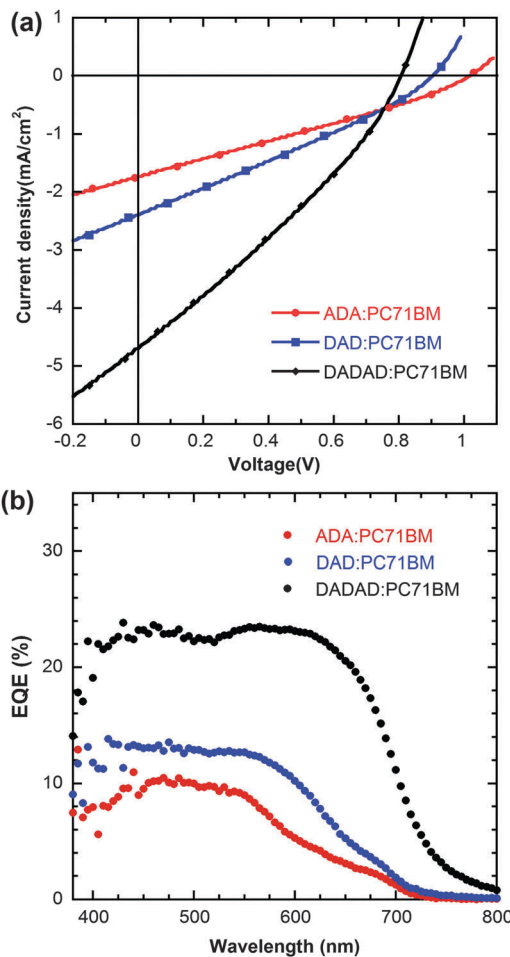 (a)
1
0
-1
-2
-3
-4
-5
-6
Current density(mA/cm²)
ADA:PC71BM
DAD:PC71BM
DADAD:PC71BM
-0.2
0
0.2
0.4
0.6
0.8
1
Voltage(V)
(b)
30
20
10
0
EQE (%)
ADA:PC71BM
DAD:PC71BM
DADAD:PC71BM
400
500
600
700
800
Wavelength (nm)